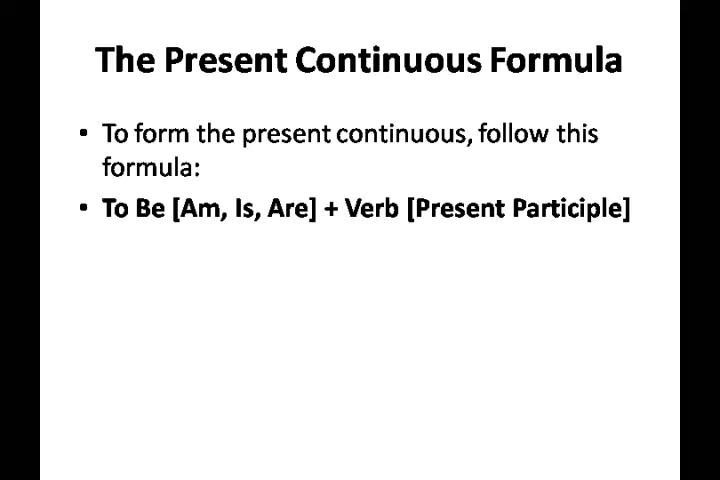 The Present Continuous Formula
• To form the present continuous, follow this
formula:
• To Be [Am, Is, Are] + Verb [Present Participle]